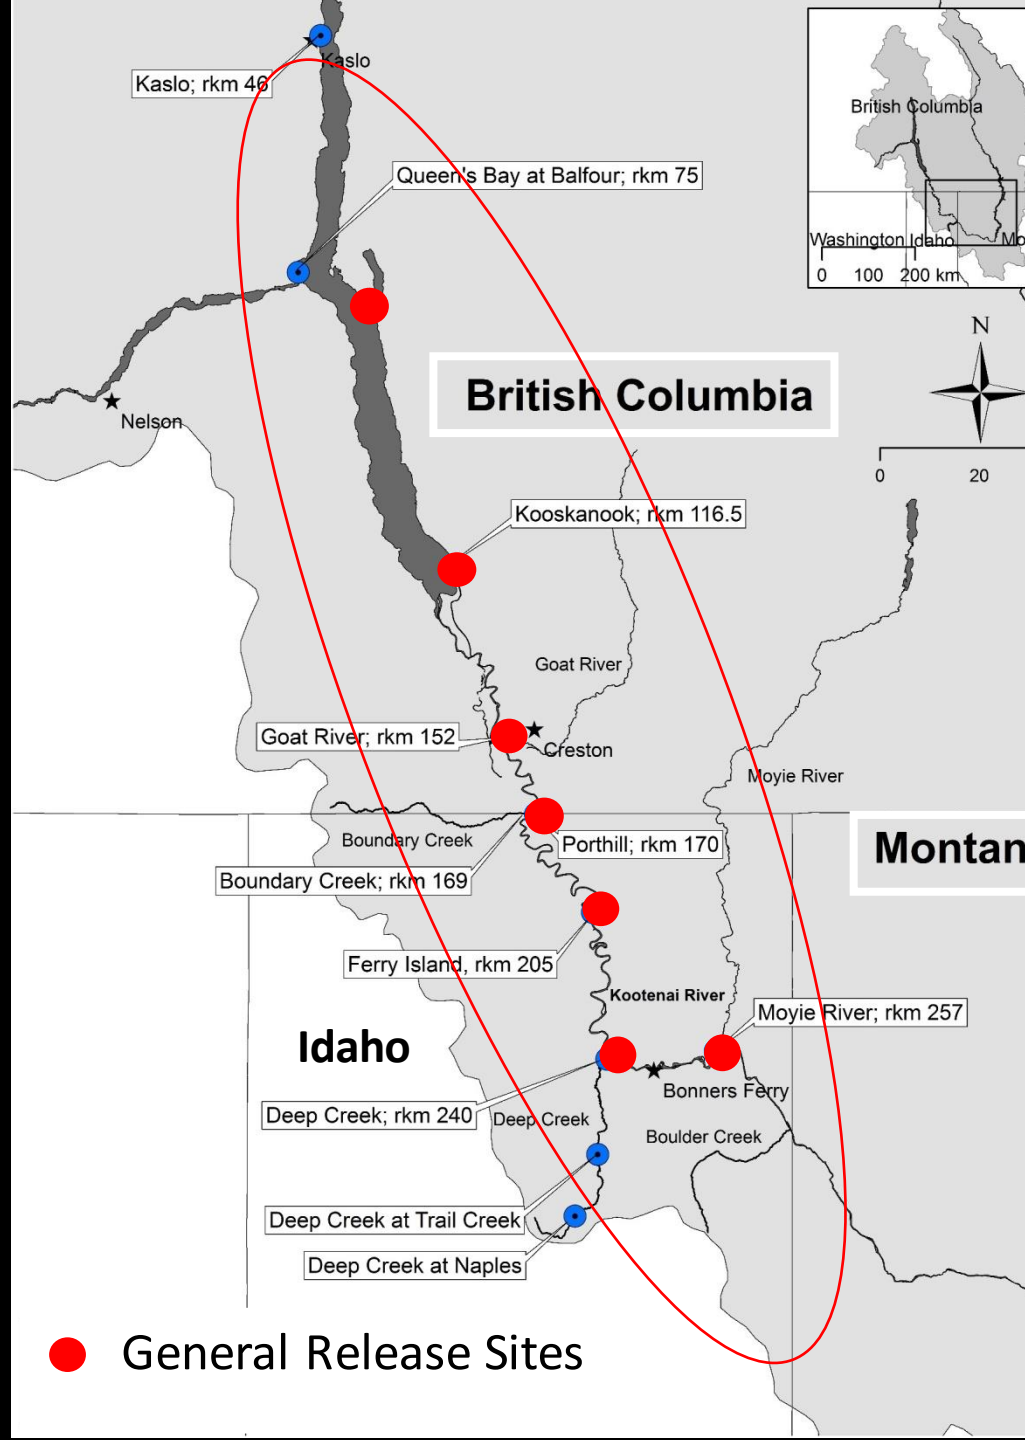 Kaslo
Kaslo; rkm 46
British Columbia
Queen's Bay at Balfour; rkm 75
Washington
Idaho
Mo
0 100 200 km
N
British Columbia
Nelson
0 20
Kooskanook; rkm 116.5
Goat River
Goat River; rkm 152
Creston
Moyie River
Boundary Creek
Porthill; rkm 170
Montan
Boundary Creek; rkm 169
Ferry Island, rkm 205
Kootenai River
Moyie River; rkm 257
Idaho
Bonners Ferry
Deep Creek; rkm 240
Deep Creek
Boulder Creek
Deep Creek at Trail Creek
Deep Creek at Naples
General Release Sites